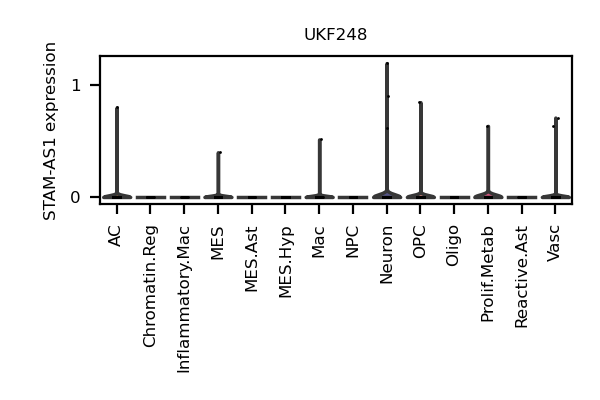 UKF248
STAM-AS1 expression
1
0
AC
Chromatin.Reg
Inflammatory.Mac
MES
MES.Ast
MES.Hyp
Mac
NPC
Neuron
OPC
Oligo
Prolif.Metab
Reactive.Ast
Vasc